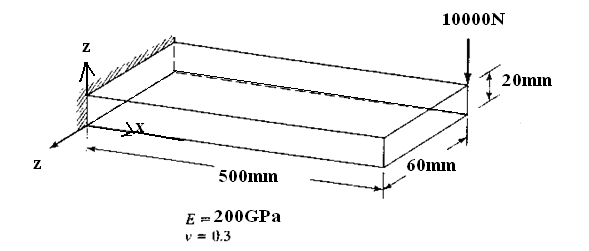 10000N
z
20mm
x
z
60mm
500mm
E = 200GPa
ν = 0.3